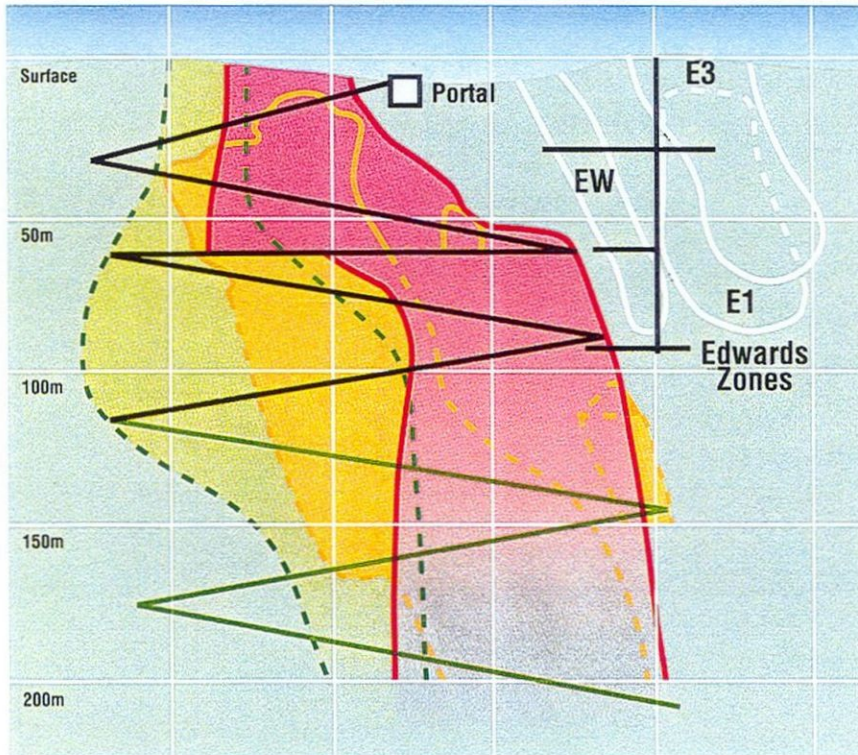 Surface
Portal
E3
EW
50m
E1
Edwards
Zones
100m
150m
200m